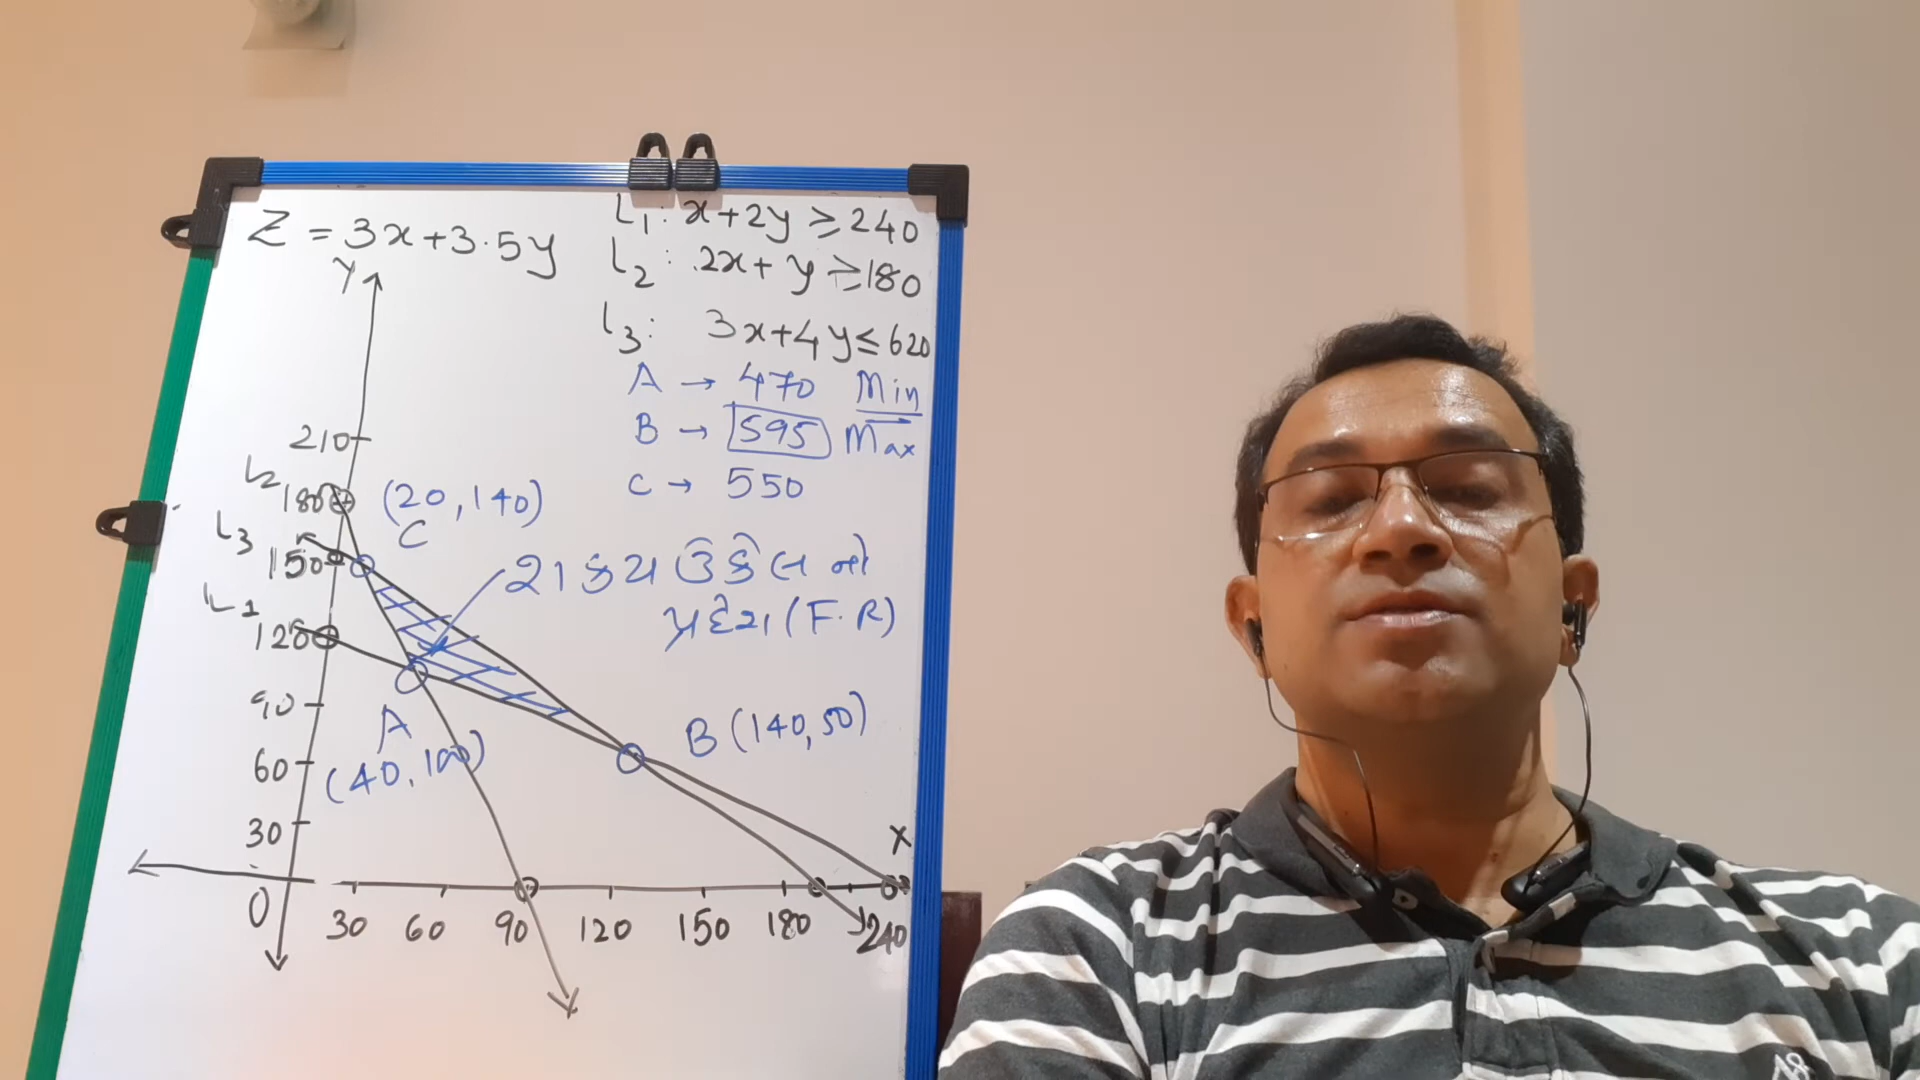 Z = 3x+3.5y
L1: x+2y ≥ 240
L2: 2x+y ≥ 180
L3: 3x+4y ≤ 620
A → 470 Min
B → 595 Max
C → 550
Y
210
L2
180
(20,140)
C
L3
150
શક્ય ઉકેલ નો
પ્રદેશ (F.R)
L1
120
90
A
(40,100)
B (140,50)
60
30
X
0
30 60 90 120 150 180 240